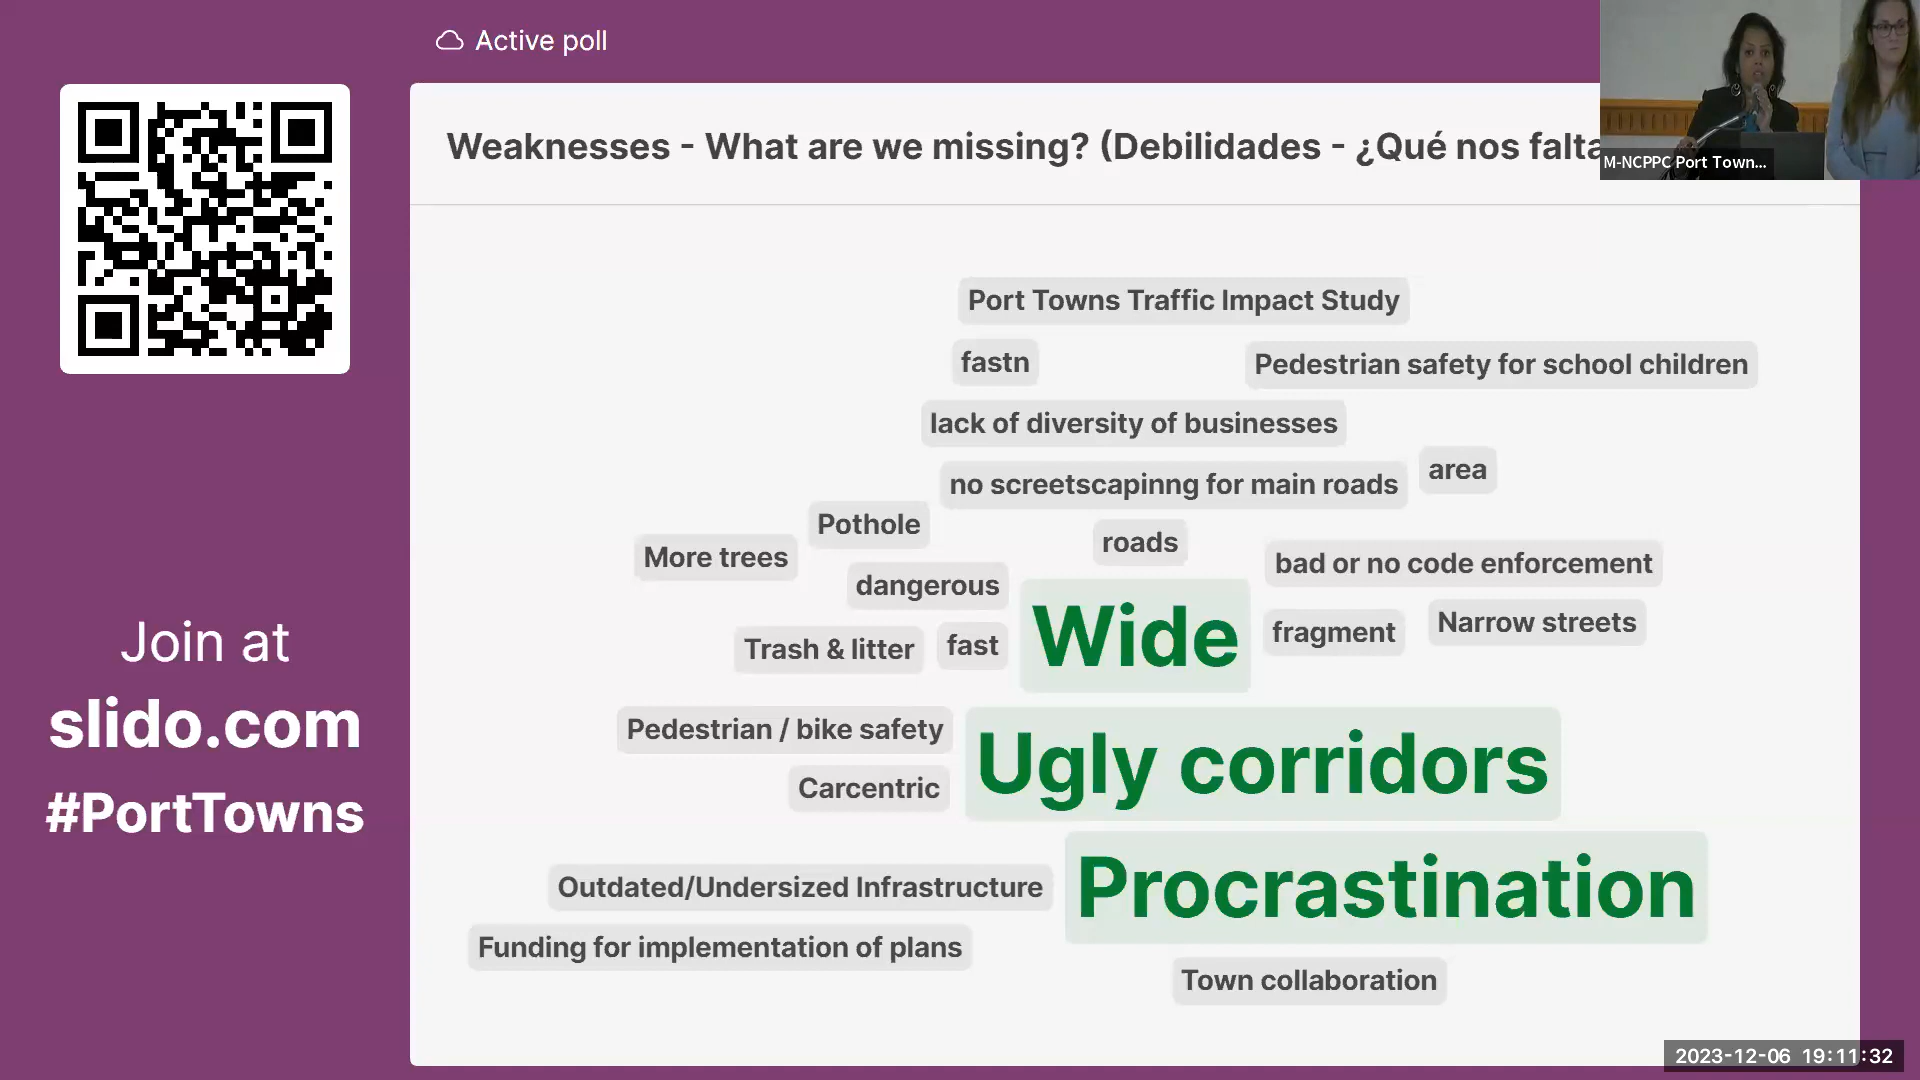 Active poll
Weaknesses - What are we missing? (Debilidades - ¿Qué nos falta
M-NCPPC Port Town...
Port Towns Traffic Impact Study
fastn
Pedestrian safety for school children
lack of diversity of businesses
area
no screetscapinng for main roads
Pothole
roads
More trees
bad or no code enforcement
dangerous
Wide
fragment
Narrow streets
Trash & litter
fast
Pedestrian / bike safety
Ugly corridors
Carcentric
Outdated/Undersized Infrastructure
Procrastination
Funding for implementation of plans
Town collaboration
Join at
slido.com
#PortTowns
2023-12-06 19:11:32